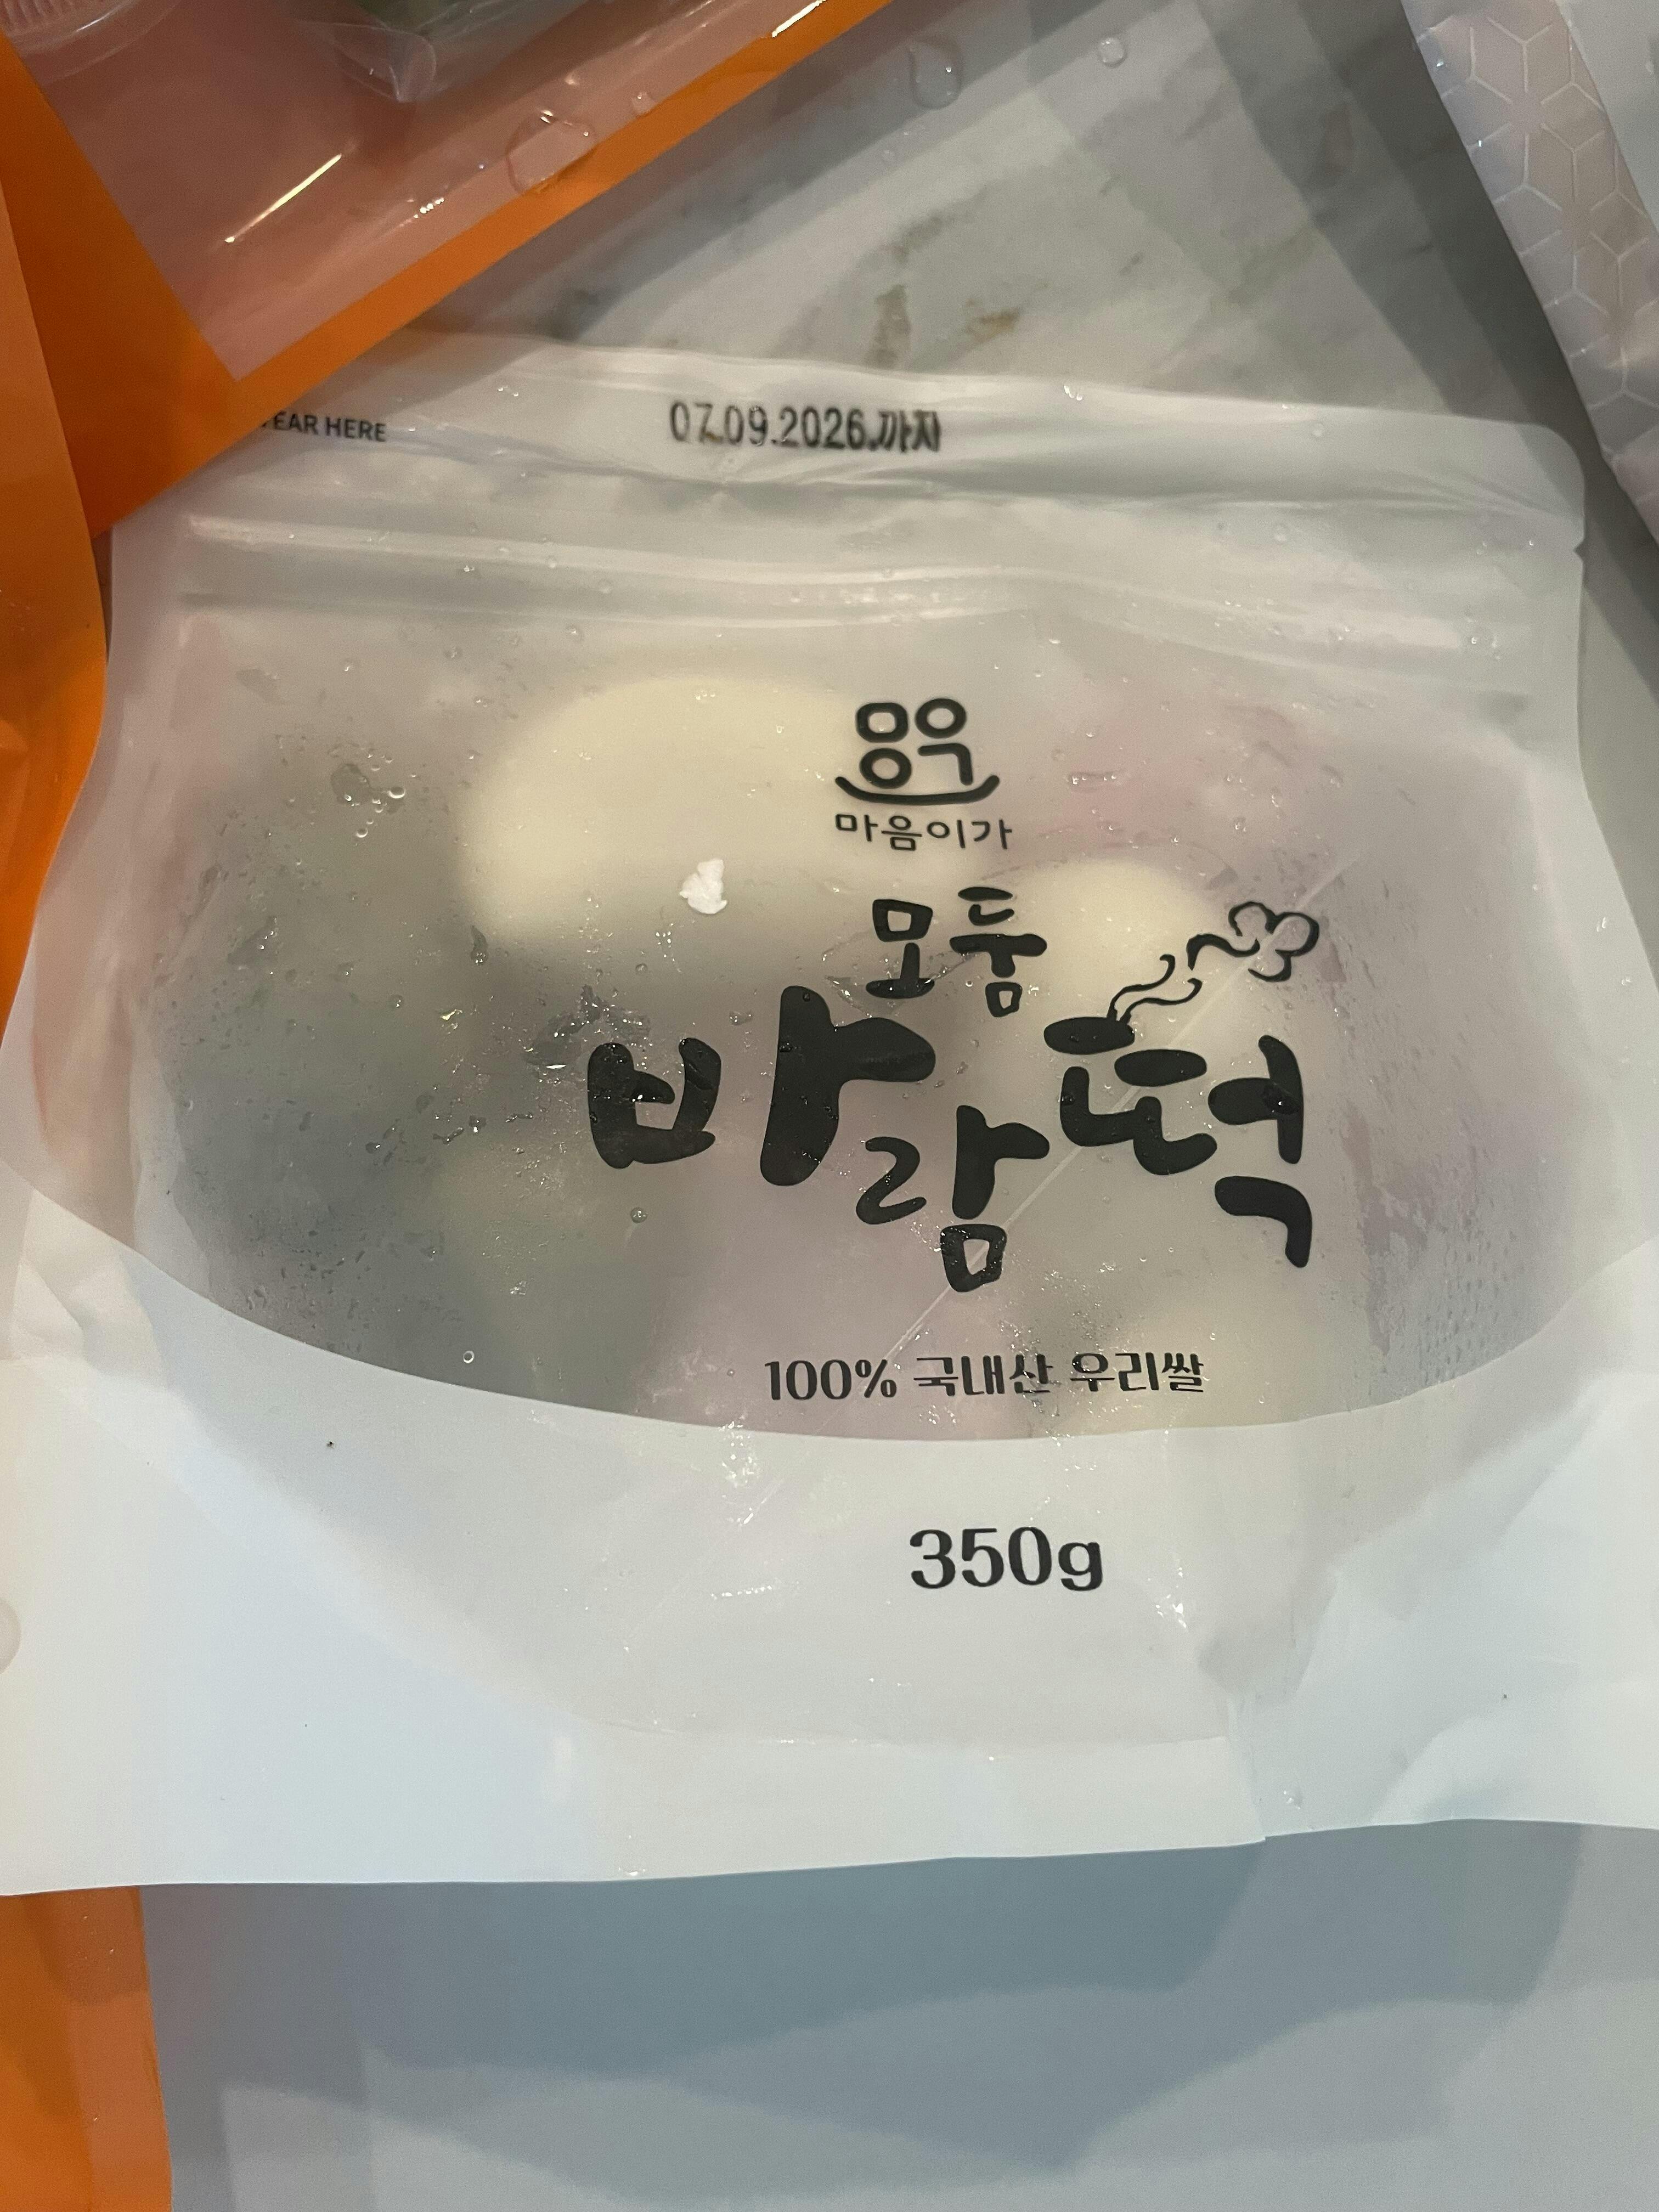 TEAR HERE
07.09.2026.까지
마음이가
모둠
바람떡
100% 국내산 우리쌀
350g